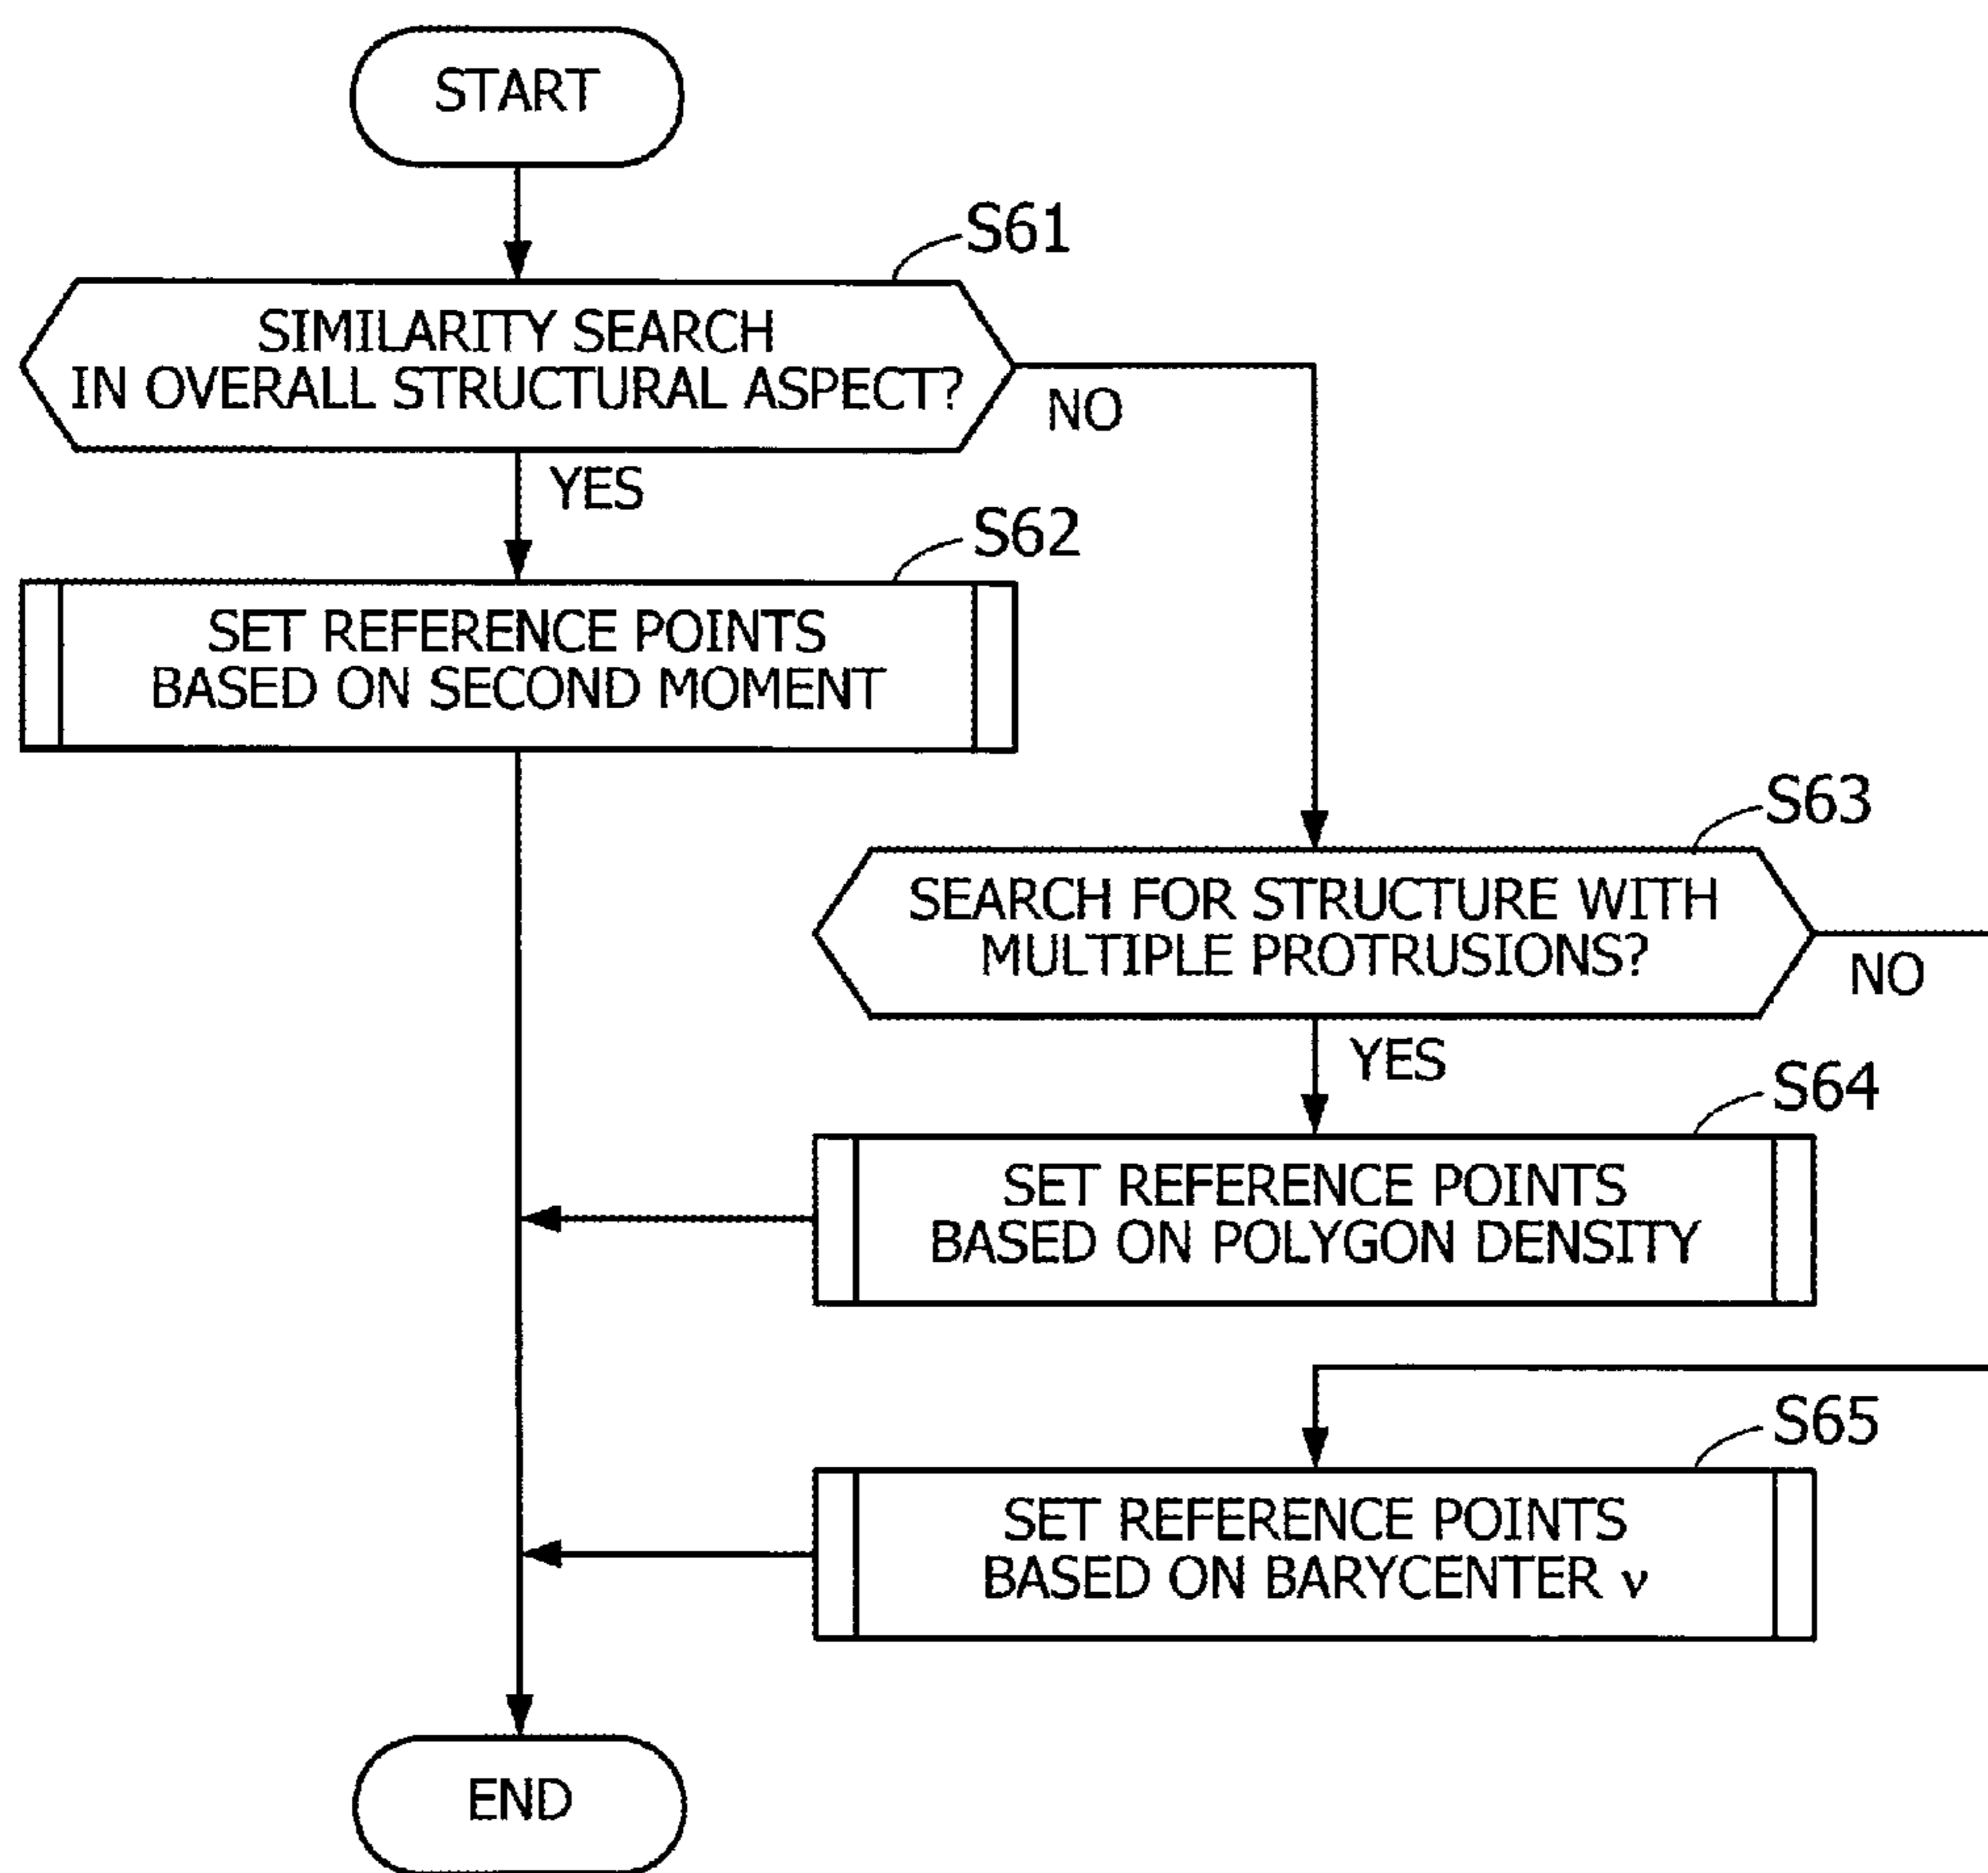 START
S61
SIMILARITY SEARCH
IN OVERALL STRUCTURAL ASPECT?
NO
YES
S62
SET REFERENCE POINTS
BASED ON SECOND MOMENT
S63
SEARCH FOR STRUCTURE WITH
MULTIPLE PROTRUSIONS?
NO
YES
S64
SET REFERENCE POINTS
BASED ON POLYGON DENSITY
S65
SET REFERENCE POINTS
BASED ON BARYCENTER ν
END